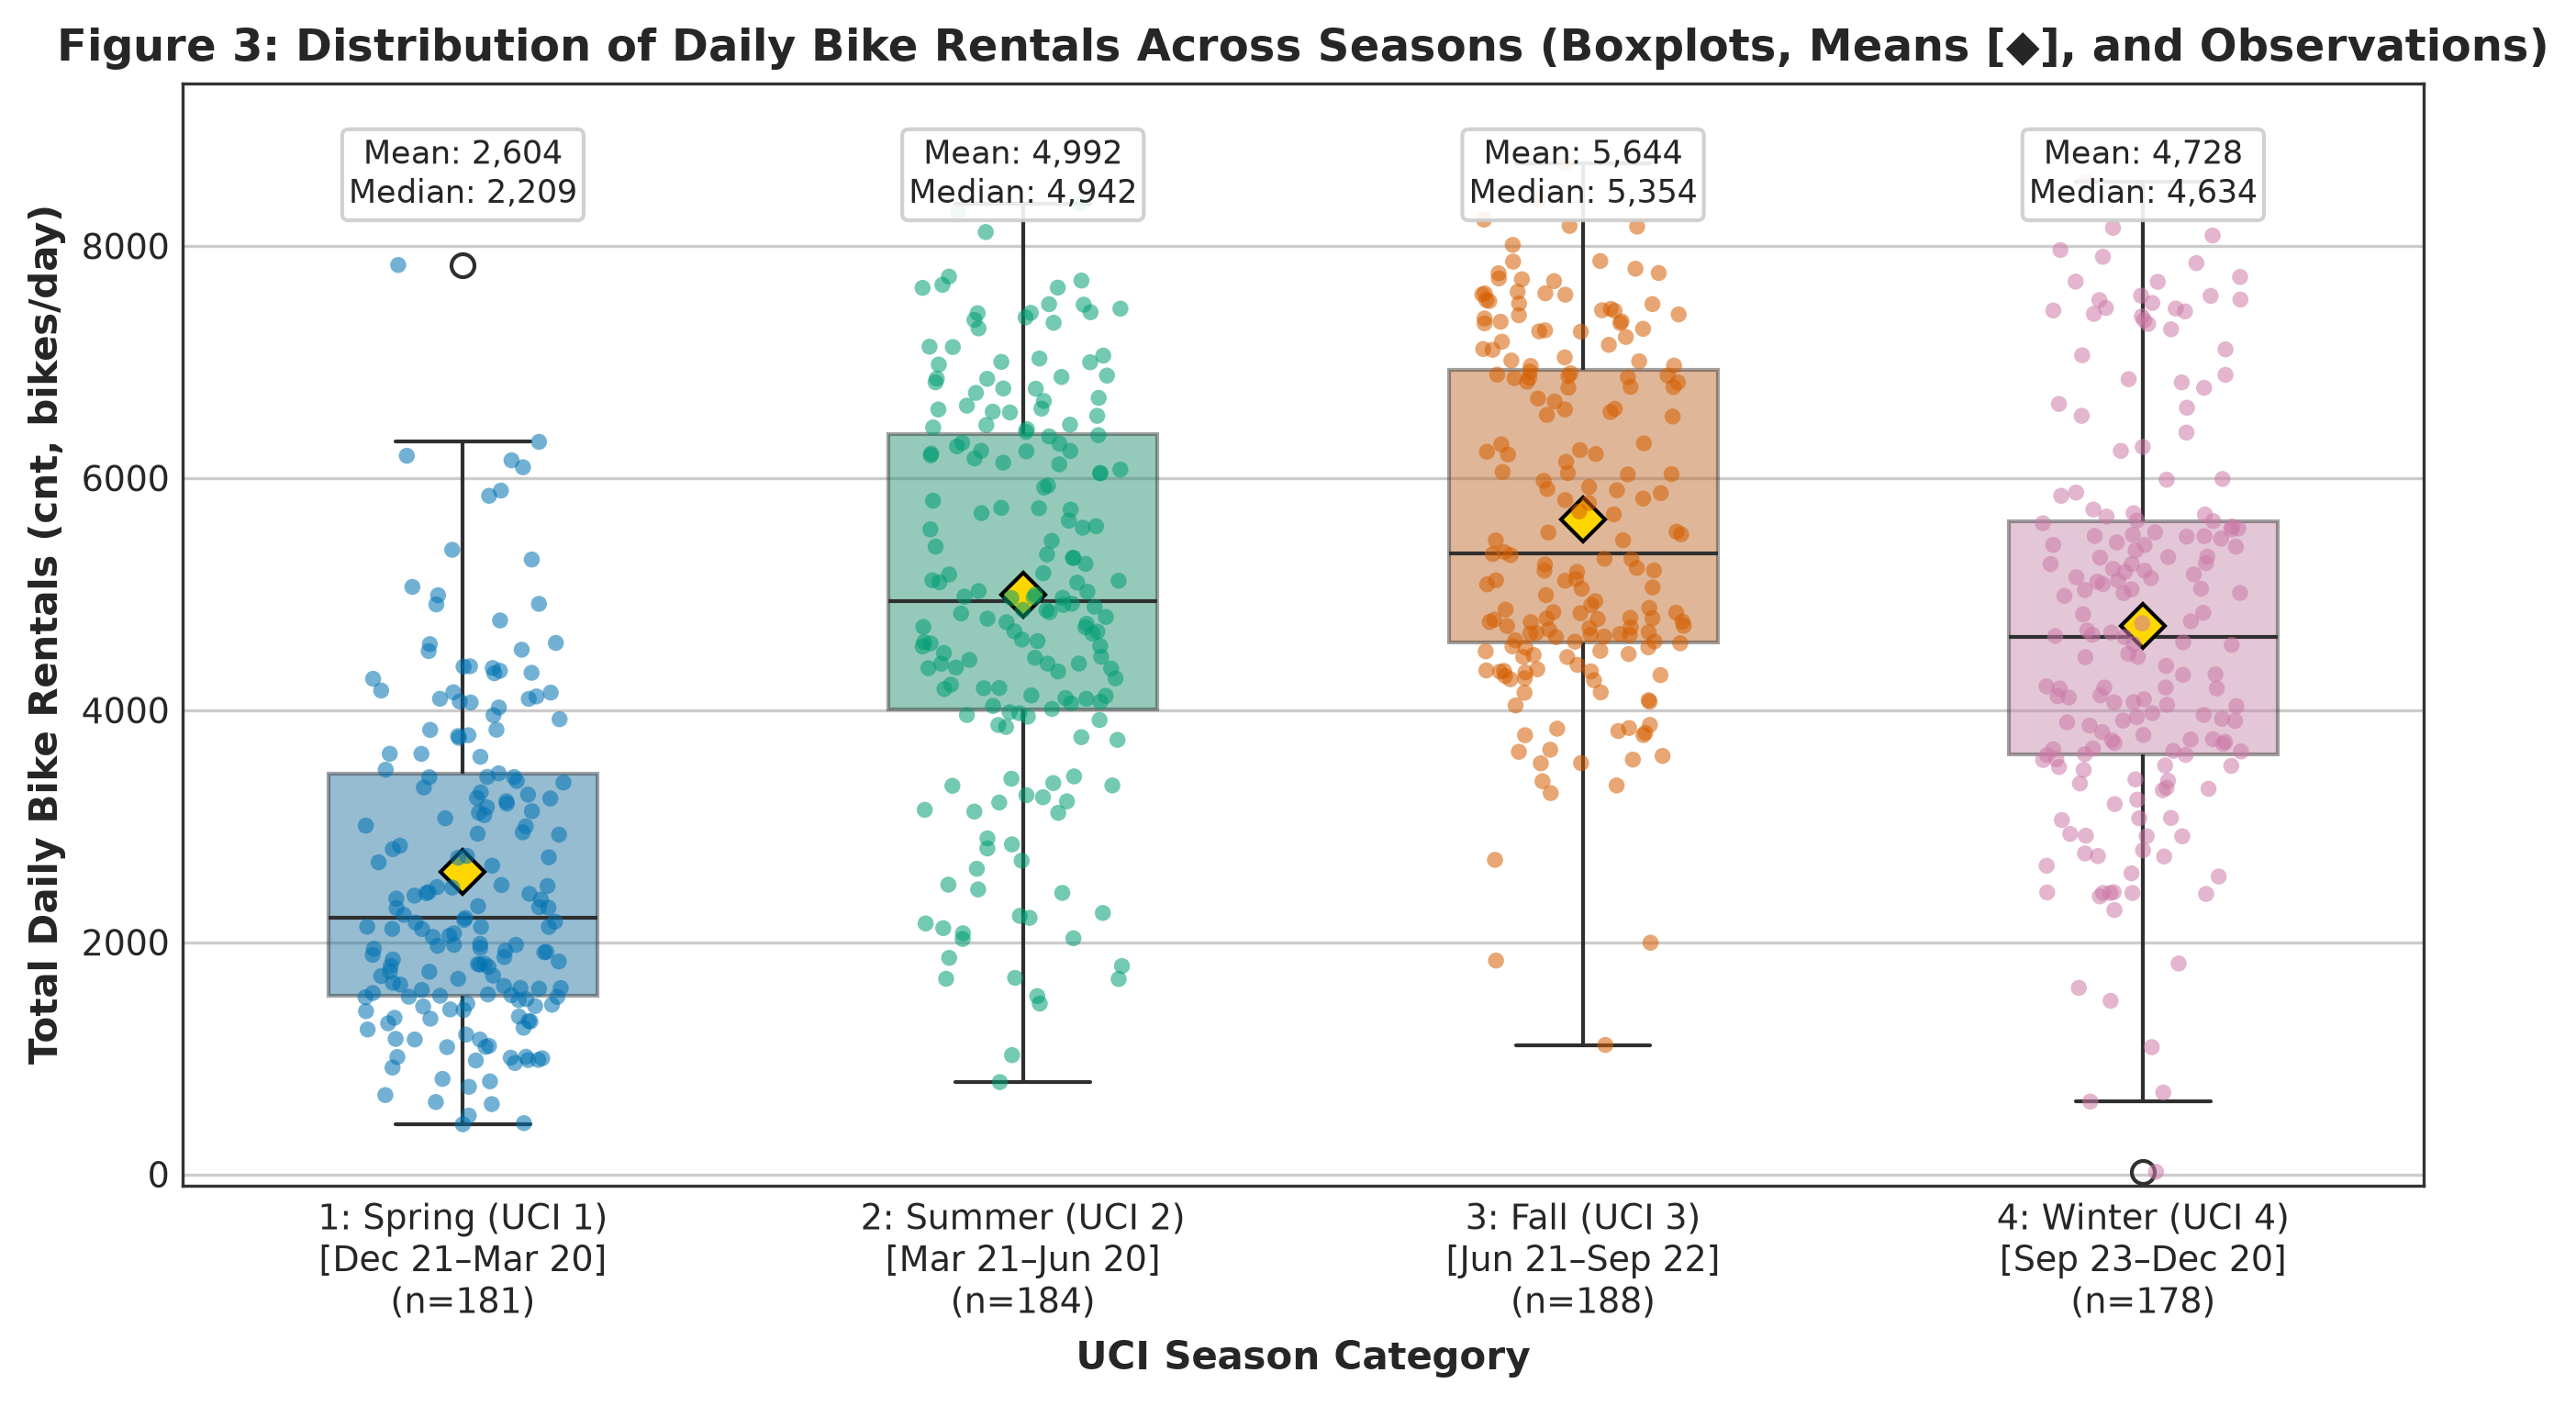 Figure 3: Distribution of Daily Bike Rentals Across Seasons (Boxplots, Means [◆], and Observations)
Mean: 2,604
Median: 2,209
Mean: 4,992
Median: 4,942
Mean: 5,644
Median: 5,354
Mean: 4,728
Median: 4,634
Total Daily Bike Rentals (cnt, bikes/day)
8000
6000
4000
2000
0
1: Spring (UCI 1)
[Dec 21–Mar 20]
(n=181)
2: Summer (UCI 2)
[Mar 21–Jun 20]
(n=184)
3: Fall (UCI 3)
[Jun 21–Sep 22]
(n=188)
4: Winter (UCI 4)
[Sep 23–Dec 20]
(n=178)
UCI Season Category